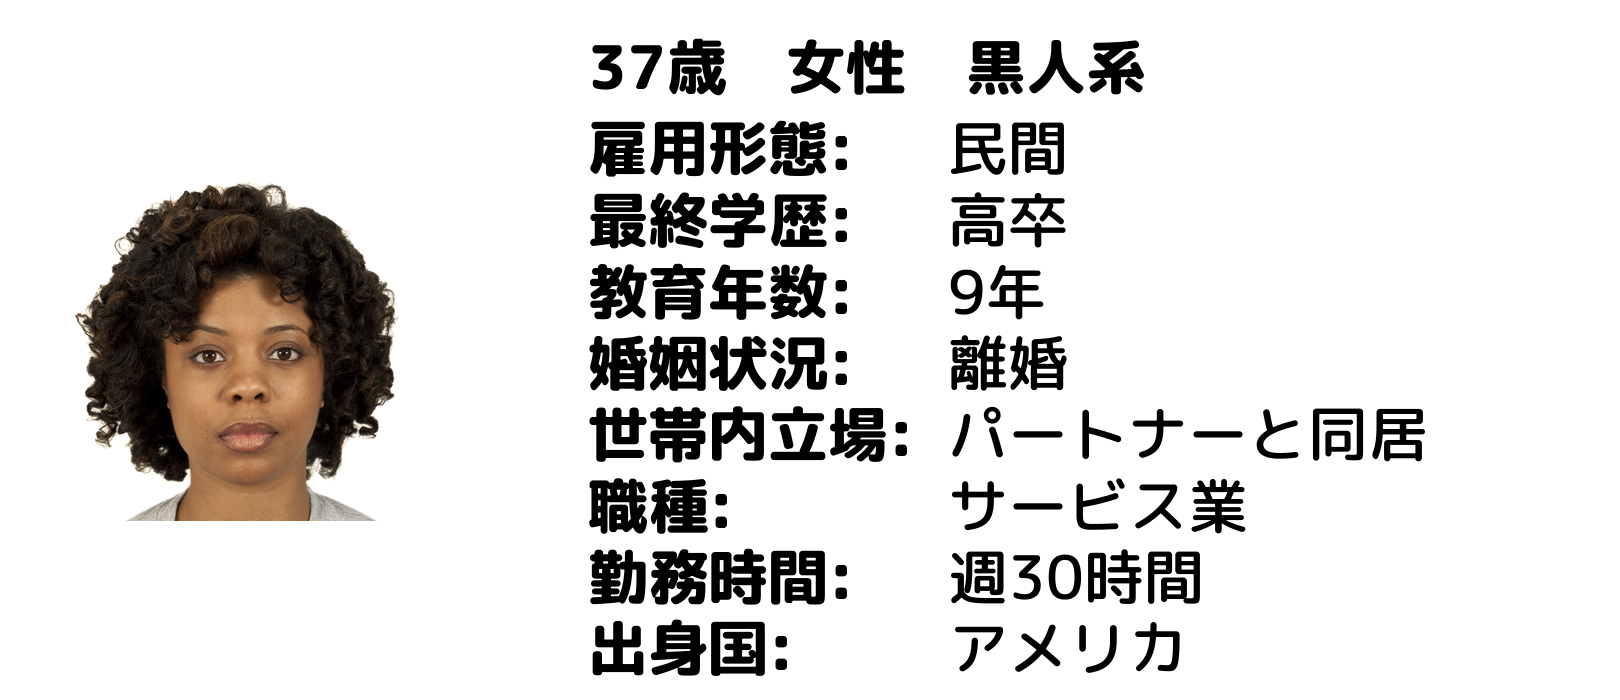 37歳　女性　黒人系
雇用形態:　民間
最終学歴:　高卒
教育年数:　9年
婚姻状況:　離婚
世帯内立場:　パートナーと同居
職種:　サービス業
勤務時間:　週30時間
出身国:　アメリカ